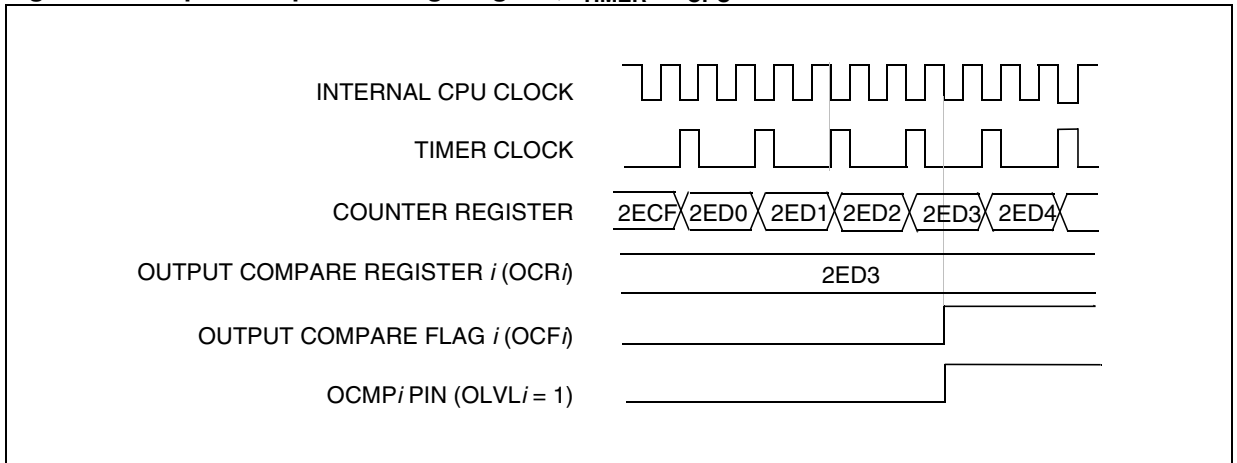 INTERNAL CPU CLOCK
TIMER CLOCK
COUNTER REGISTER 2ECF 2ED0 2ED1 2ED2 2ED3 2ED4
OUTPUT COMPARE REGISTER i (OCRi) 2ED3
OUTPUT COMPARE FLAG i (OCFi)
OCMPi PIN (OLVLi = 1)